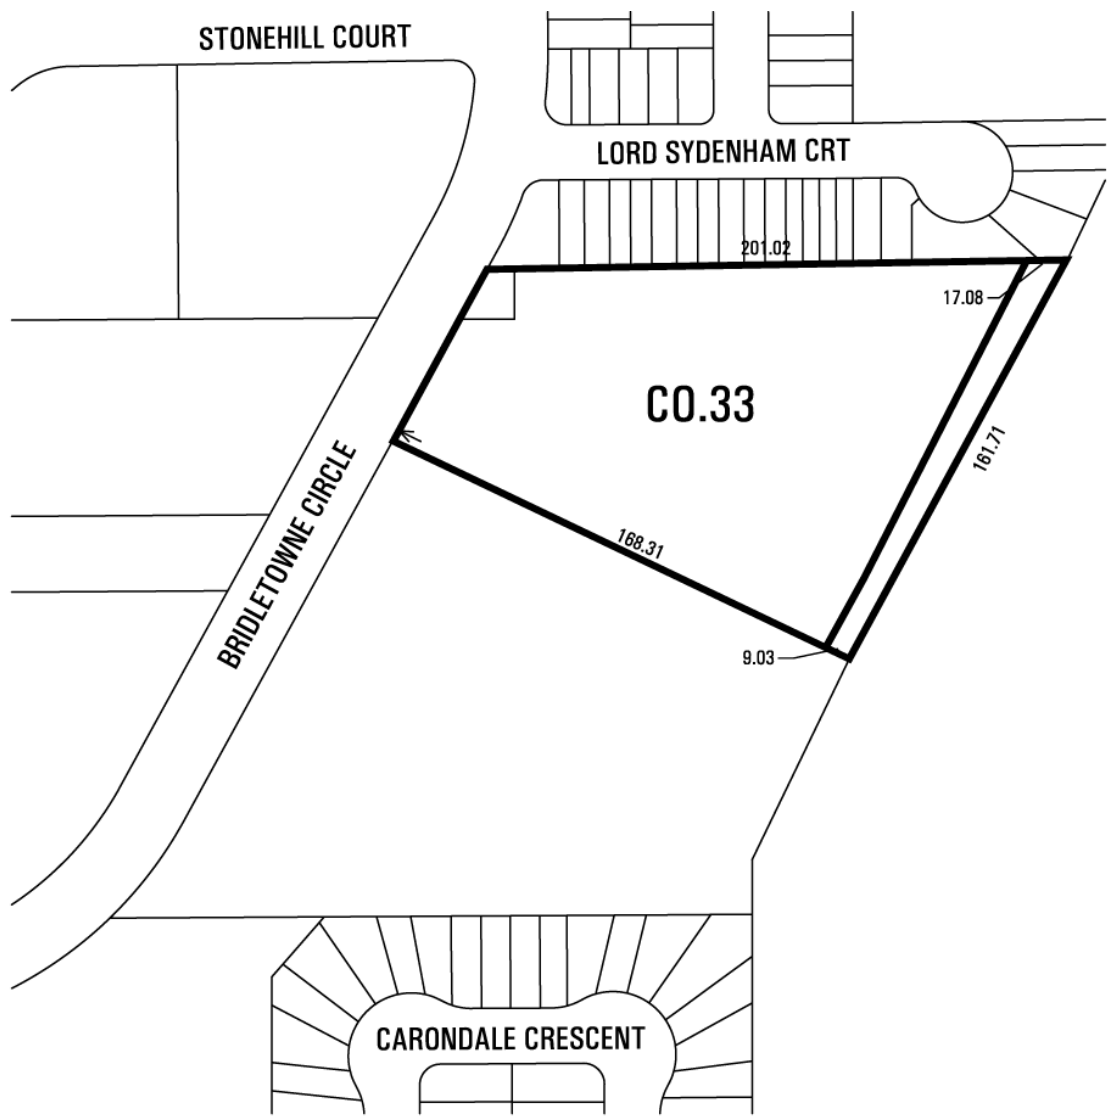 STONEHILL COURT
LORD SYDENHAM CRT
201.02
17.08
CO.33
161.71
BRIDLETOWNE CIRCLE
168.31
9.03
CARONDALE CRESCENT